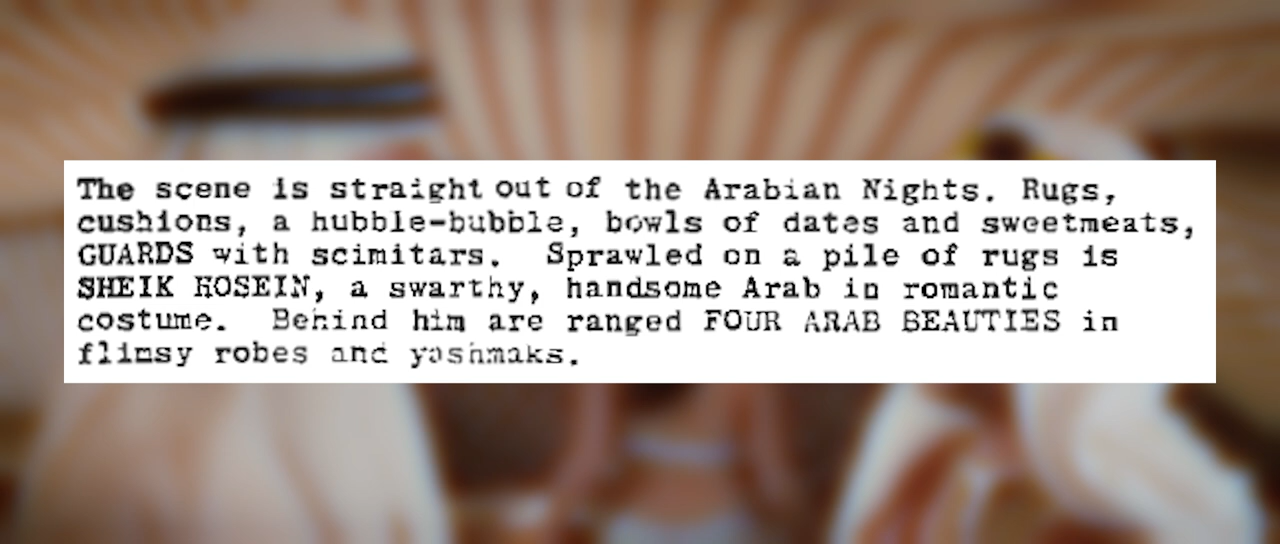 The scene is straight out of the Arabian Nights. Rugs,
cushions, a hubble-bubble, bowls of dates and sweetmeats,
GUARDS with scimitars. Sprawled on a pile of rugs is
SHEIK HOSEIN, a swarthy, handsome Arab in romantic
costume. Behind him are ranged FOUR ARAB BEAUTIES in
flimsy robes and yashmaks.